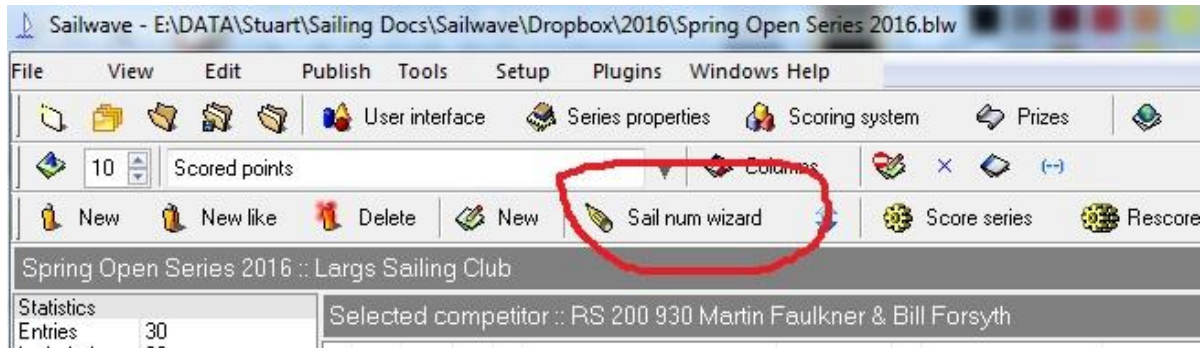 Sailwave - E:\DATA\Stuart\Sailing Docs\Sailwave\Dropbox\2016\Spring Open Series 2016.blw
File View Edit Publish Tools Setup Plugins Windows Help
User interface Series properties Scoring system Prizes
10 Scored points Columns
New New like Delete New Sail num wizard Score series Rescore
Spring Open Series 2016 :: Largs Sailing Club
Statistics
Selected competitor :: RS 200 930 Martin Faulkner & Bill Forsyth
Entries 30